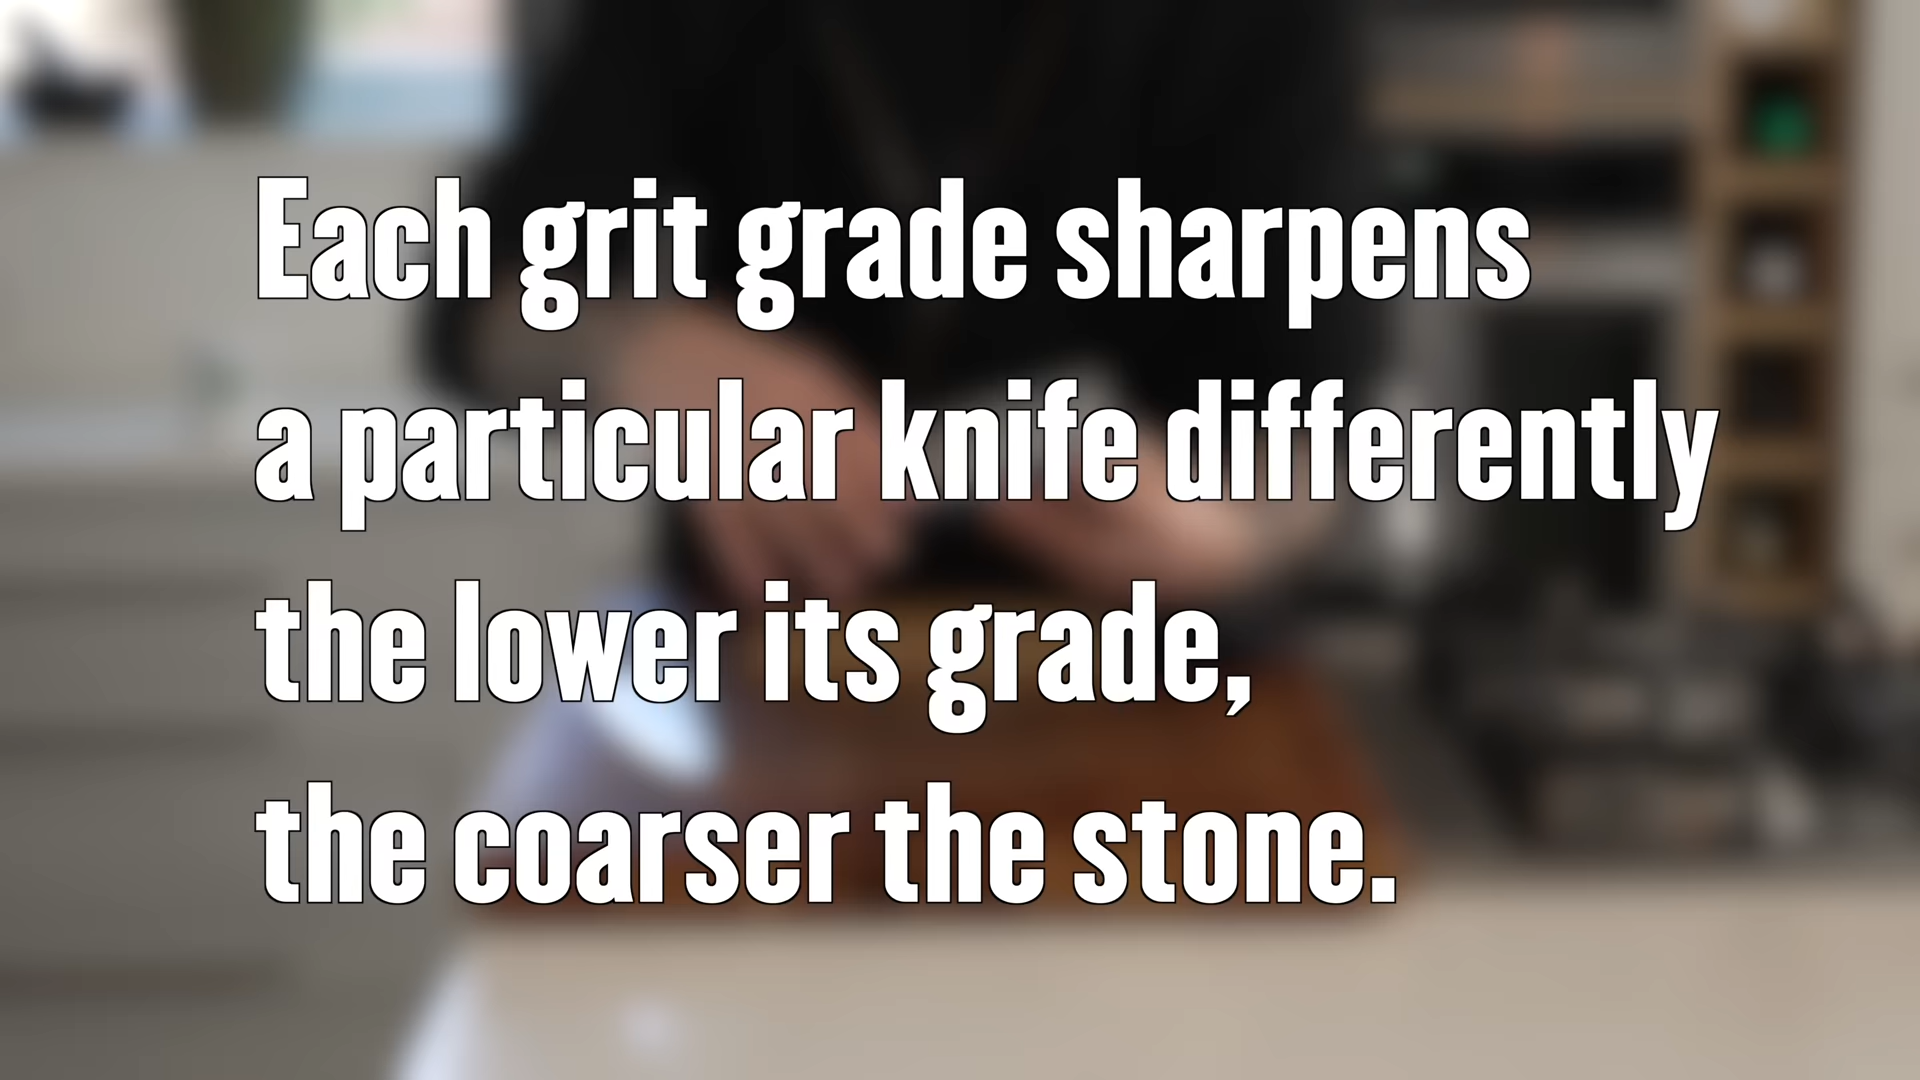 Each grit grade sharpens
a particular knife differently
the lower its grade,
the coarser the stone.